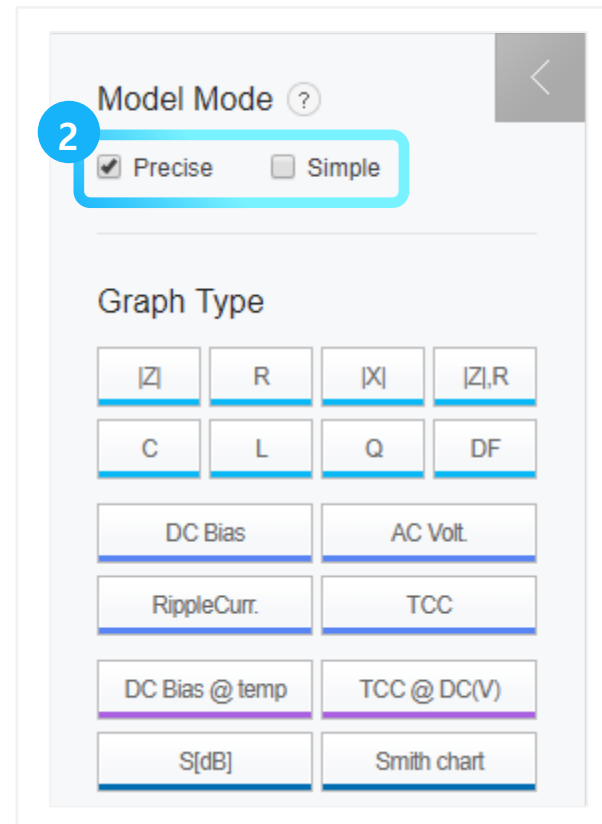 Model Mode ?
2
Precise Simple
Graph Type
|Z| R |X| |Z|,R
C L Q DF
DC Bias AC Volt.
RippleCurr. TCC
DC Bias @ temp TCC @ DC(V)
S[dB] Smith chart